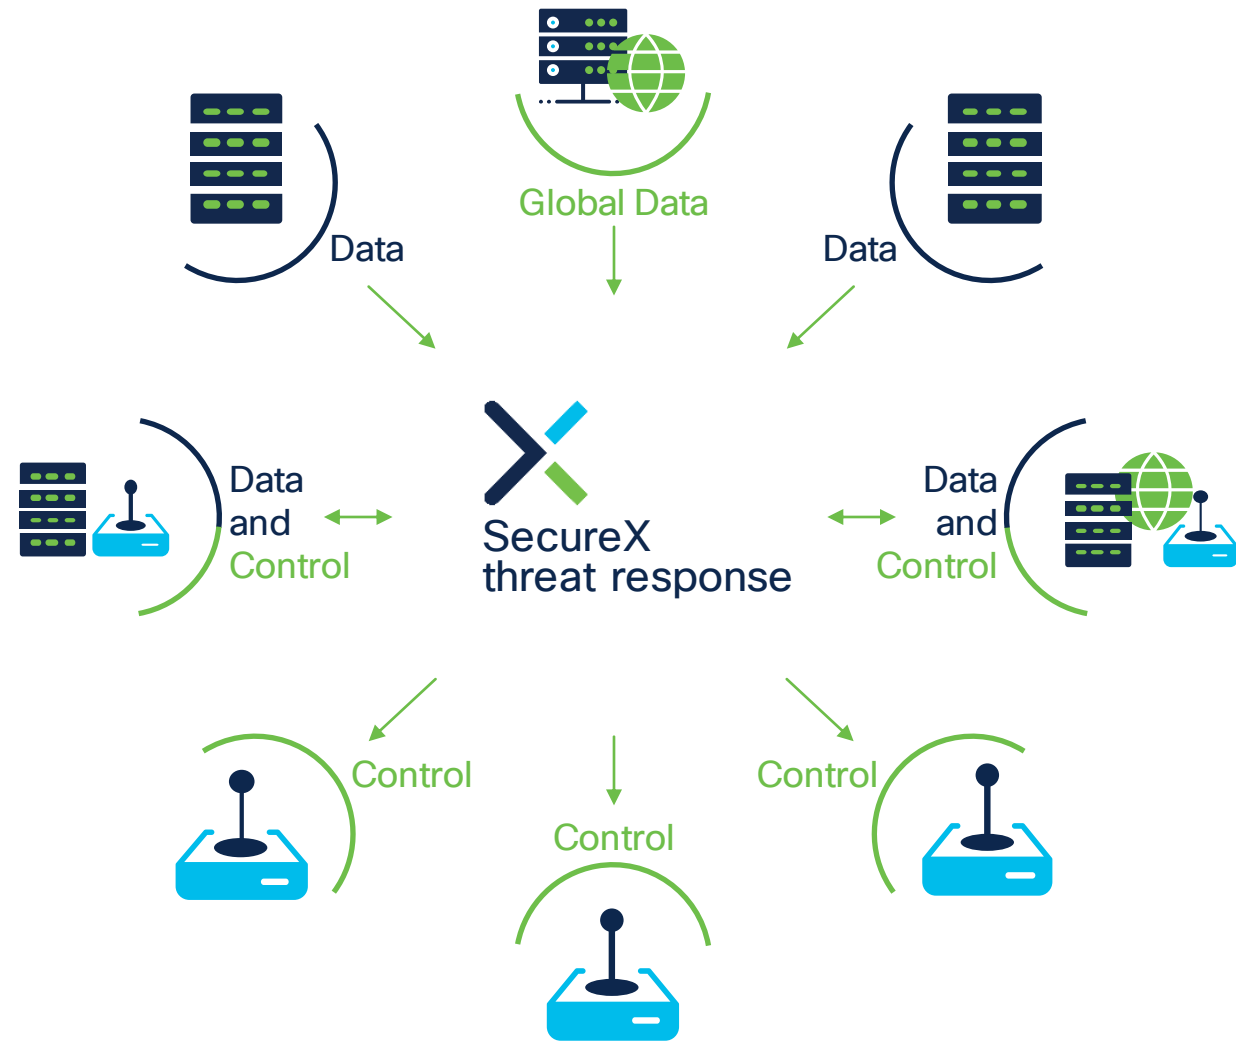 Global Data
Data
Data
Data
and
Control
SecureX
threat response
Data
and
Control
Control
Control
Control